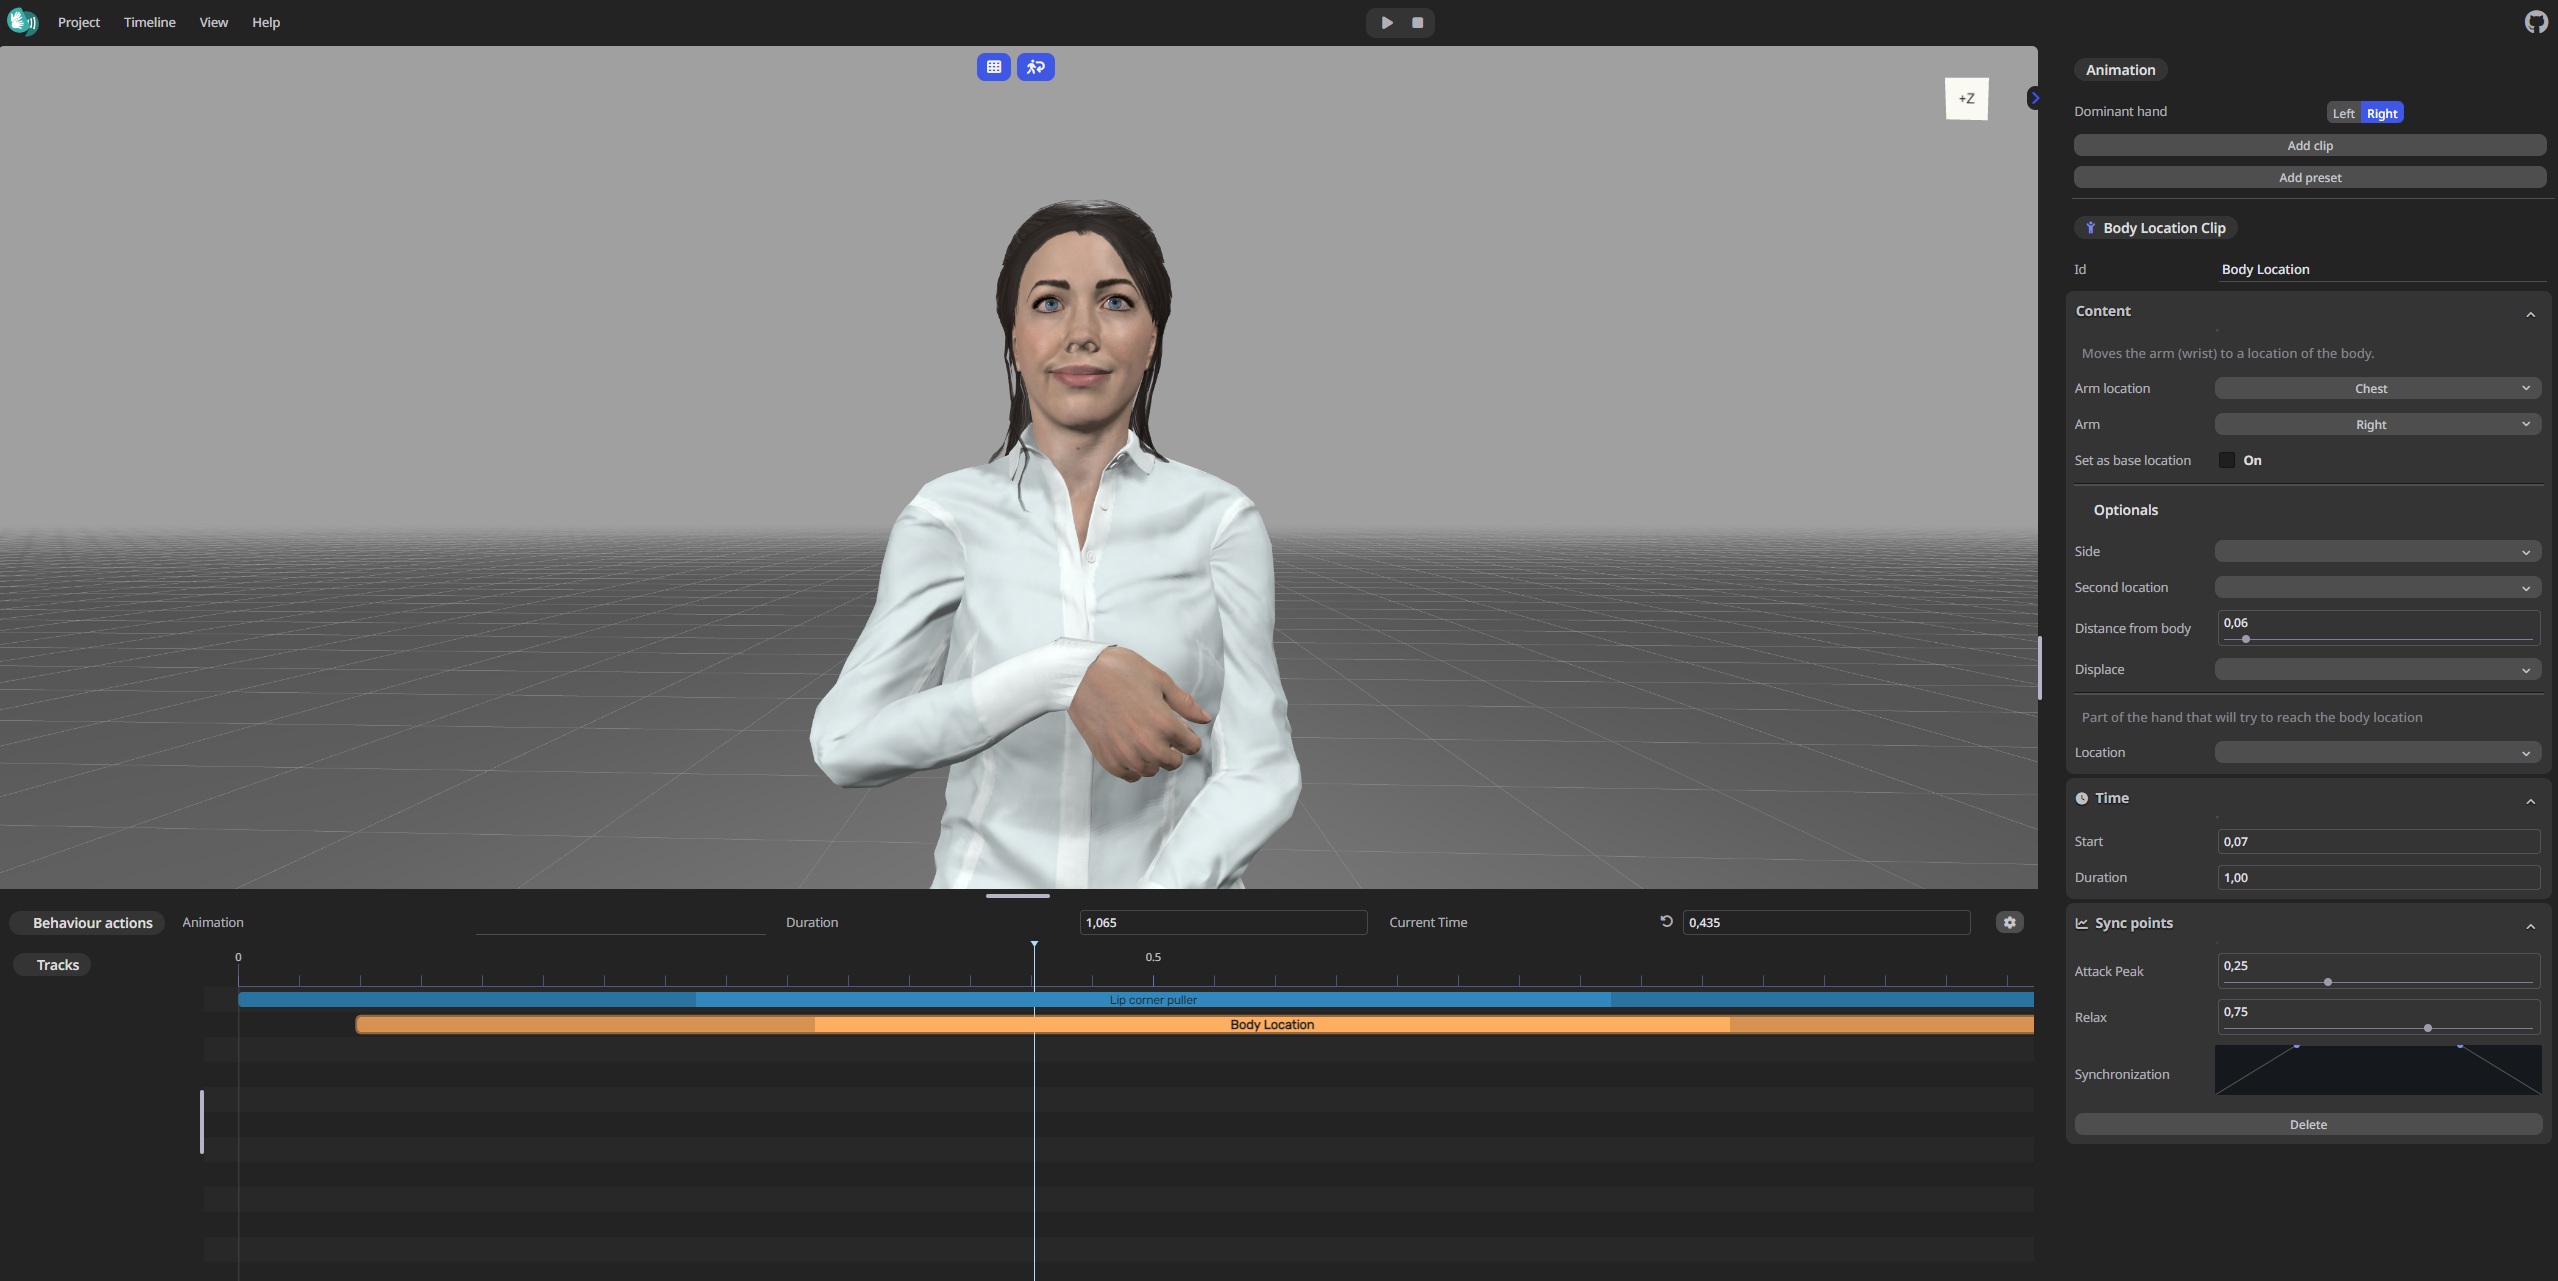 Project Timeline View Help
+Z
Animation
Dominant hand Left Right
Add clip
Add preset
Body Location Clip
Id Body Location
Content
Moves the arm (wrist) to a location of the body.
Arm location Chest
Arm Right
Set as base location On
Optionals
Side
Second location
Distance from body 0,06
Displace
Part of the hand that will try to reach the body location
Location
Time
Start 0,07
Duration 1,00
Sync points
Attack Peak 0,25
Relax 0,75
Synchronization
Delete
Behaviour actions Animation Duration 1,065 Current Time 0,435
Tracks 0 0.5
Lip corner puller
Body Location